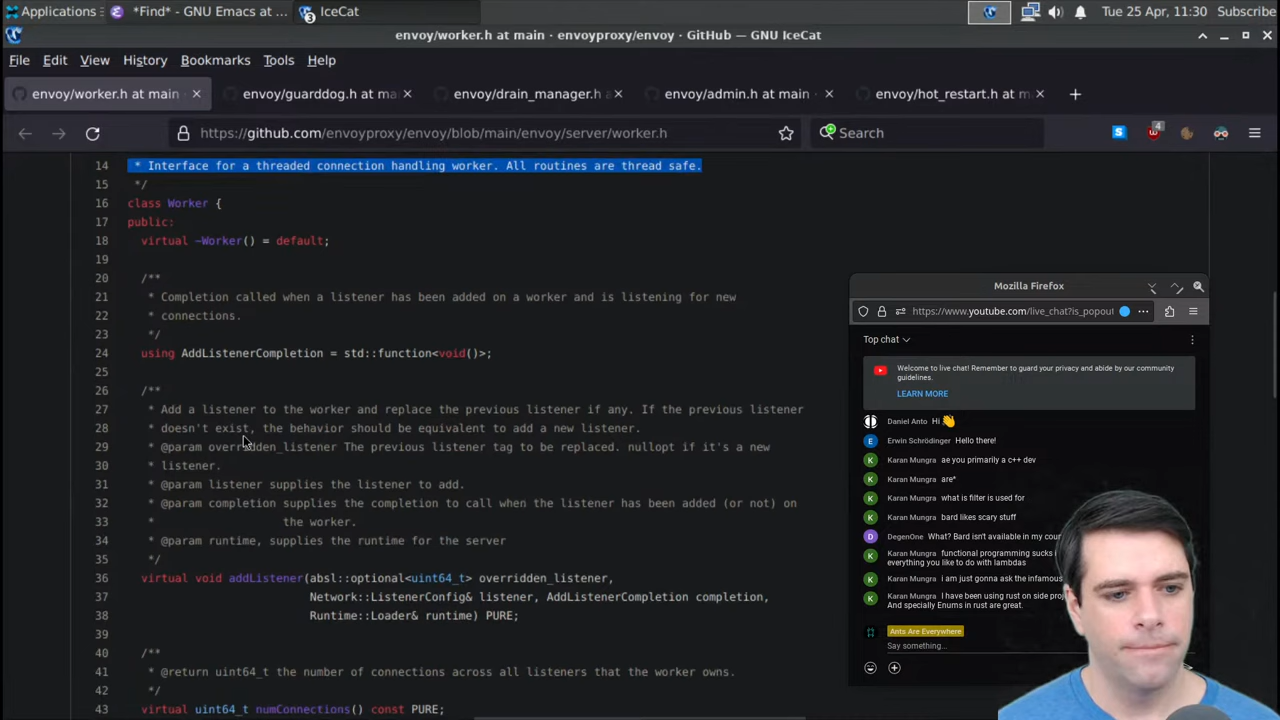 Applications
*Find* - GNU Emacs at ...
3 IceCat
Tue 25 Apr, 11:30 Subscribe
envoy/worker.h at main · envoyproxy/envoy · GitHub — GNU IceCat
File Edit View History Bookmarks Tools Help
envoy/worker.h at main ·
envoy/guarddog.h at ma
envoy/drain_manager.h
envoy/admin.h at main ·
envoy/hot_restart.h at m
https://github.com/envoyproxy/envoy/blob/main/envoy/server/worker.h
Search
4
14 * Interface for a threaded connection handling worker. All routines are thread safe.
15 */
16 class Worker {
17 public:
18 virtual ~Worker() = default;
19
20 /**
21 * Completion called when a listener has been added on a worker and is listening for new
22 * connections.
23 */
24 using AddListenerCompletion = std::function<void()>;
25
26 /**
27 * Add a listener to the worker and replace the previous listener if any. If the previous listener
28 * doesn't exist, the behavior should be equivalent to add a new listener.
29 * @param overridden_listener The previous listener tag to be replaced. nullopt if it's a new
30 * listener.
31 * @param listener supplies the listener to add.
32 * @param completion supplies the completion to call when the listener has been added (or not) on
33 * the worker.
34 * @param runtime, supplies the runtime for the server
35 */
36 virtual void addListener(absl::optional<uint64_t> overridden_listener,
37 Network::ListenerConfig& listener, AddListenerCompletion completion,
38 Runtime::Loader& runtime) PURE;
39
40 /**
41 * @return uint64_t the number of connections across all listeners that the worker owns.
42 */
43 virtual uint64_t numConnections() const PURE;
Mozilla Firefox
https://www.youtube.com/live_chat?is_popout
Top chat
Welcome to live chat! Remember to guard your privacy and abide by our community
guidelines.
LEARN MORE
Daniel Anto Hi 👋
Erwin Schrödinger Hello there!
K Karan Mungra ae you primarily a c++ dev
K Karan Mungra are*
K Karan Mungra what is filter is used for
K Karan Mungra bard likes scary stuff
D DegenOne What? Bard isn't available in my
K Karan Mungra functional programming sucks
everything you like to do with lambdas
K Karan Mungra i am just gonna ask the infamous
K Karan Mungra I have been using rust on side
And specially Enums in rust are great.
Ants Are Everywhere
Say something...